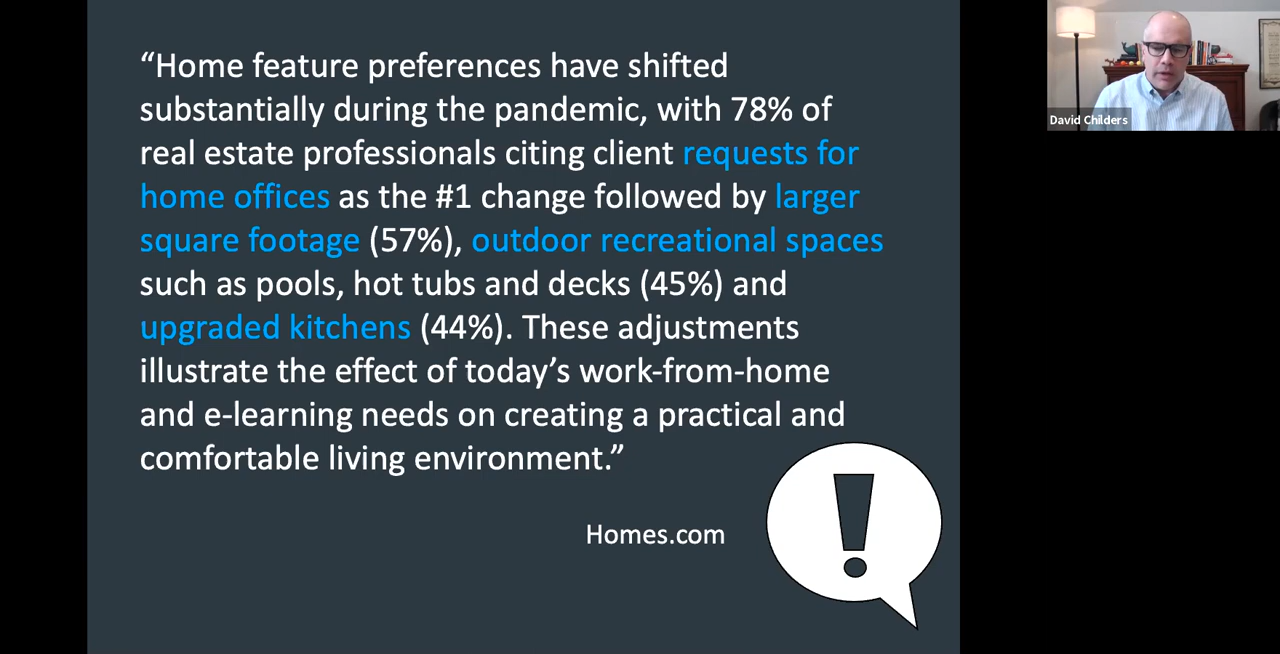 “Home feature preferences have shifted
substantially during the pandemic, with 78% of
real estate professionals citing client requests for
home offices as the #1 change followed by larger
square footage (57%), outdoor recreational spaces
such as pools, hot tubs and decks (45%) and
upgraded kitchens (44%). These adjustments
illustrate the effect of today’s work-from-home
and e-learning needs on creating a practical and
comfortable living environment.”
Homes.com
!
David Childers